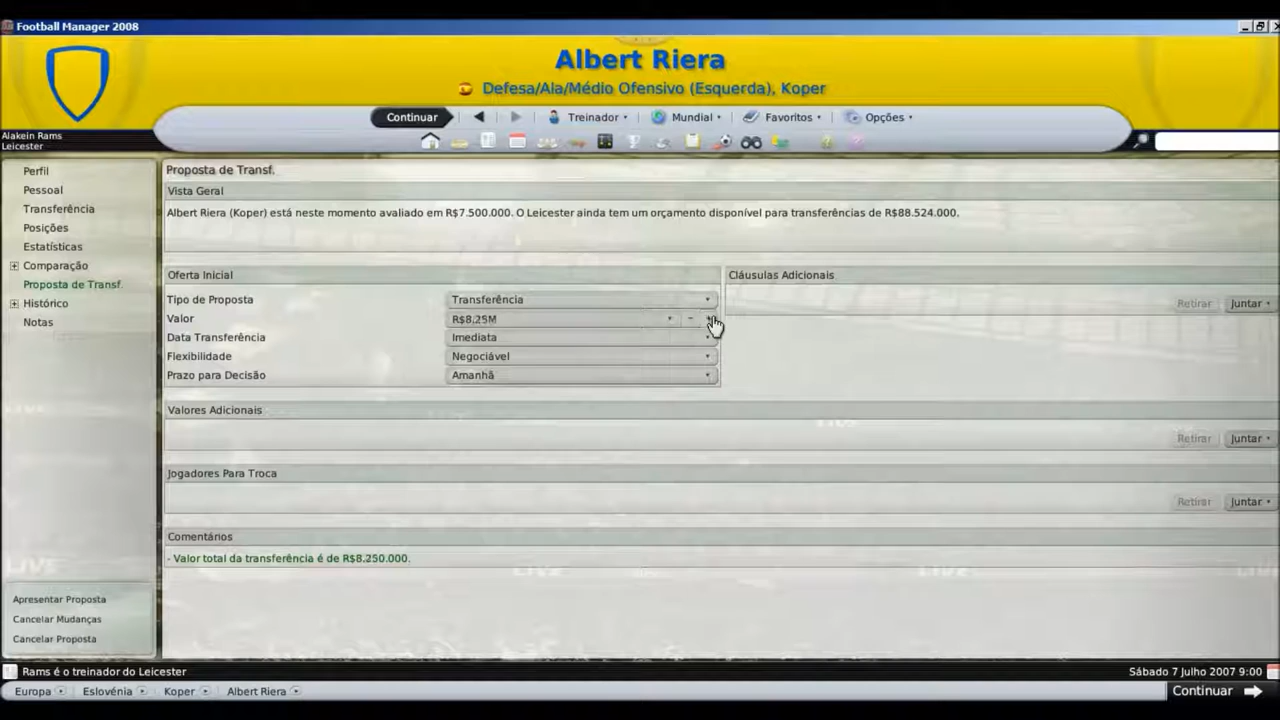 Football Manager 2008
Albert Riera
Defesa/Ala/Médio Ofensivo (Esquerda), Koper
Continuar
Treinador
Mundial
Favoritos
Opções
Alakein Rams
Leicester
Perfil
Pessoal
Transferência
Posições
Estatísticas
Comparação
Proposta de Transf.
Histórico
Notas
Proposta de Transf.
Vista Geral
Albert Riera (Koper) está neste momento avaliado em R$7.500.000. O Leicester ainda tem um orçamento disponível para transferências de R$88.524.000.
Oferta Inicial
Tipo de Proposta Transferência
Valor R$8,25M
Data Transferência Imediata
Flexibilidade Negociável
Prazo para Decisão Amanhã
Cláusulas Adicionais
Retirar Juntar
Valores Adicionais
Retirar Juntar
Jogadores Para Troca
Retirar Juntar
Comentários
- Valor total da transferência é de R$8.250.000.
LIVE
Apresentar Proposta
Cancelar Mudanças
Cancelar Proposta
Rams é o treinador do Leicester
Sábado 7 Julho 2007 9:00
Europa Eslovénia Koper Albert Riera
Continuar